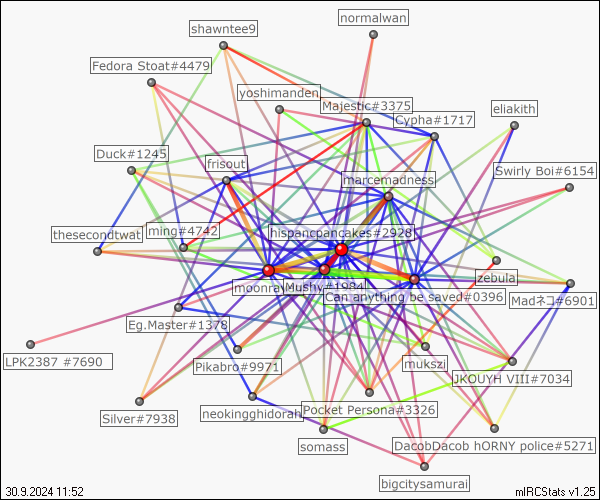 normalwan
shawntee9
Fedora Stoat#4479
yoshimanden
Majestic#3375
eliakith
Cypha#1717
Duck#1245
frisout
Swirly Boi#6154
marcemadness
thesecondtwat
ming#4742
hispanicpancakes#2928
zebula
moonray
Mushy#1984
Can anything be saved#0396
Madネコ#6901
Eg.Master#1378
LPK2387 #7690
Pikabro#9971
mukszi
JKOUYH VIII#7034
Silver#7938
neokingghidorah
Pocket Persona#3326
somass
DacobDacob hORNY police#5271
bigcitysamurai
30.9.2024 11:52
mIRCStats v1.25